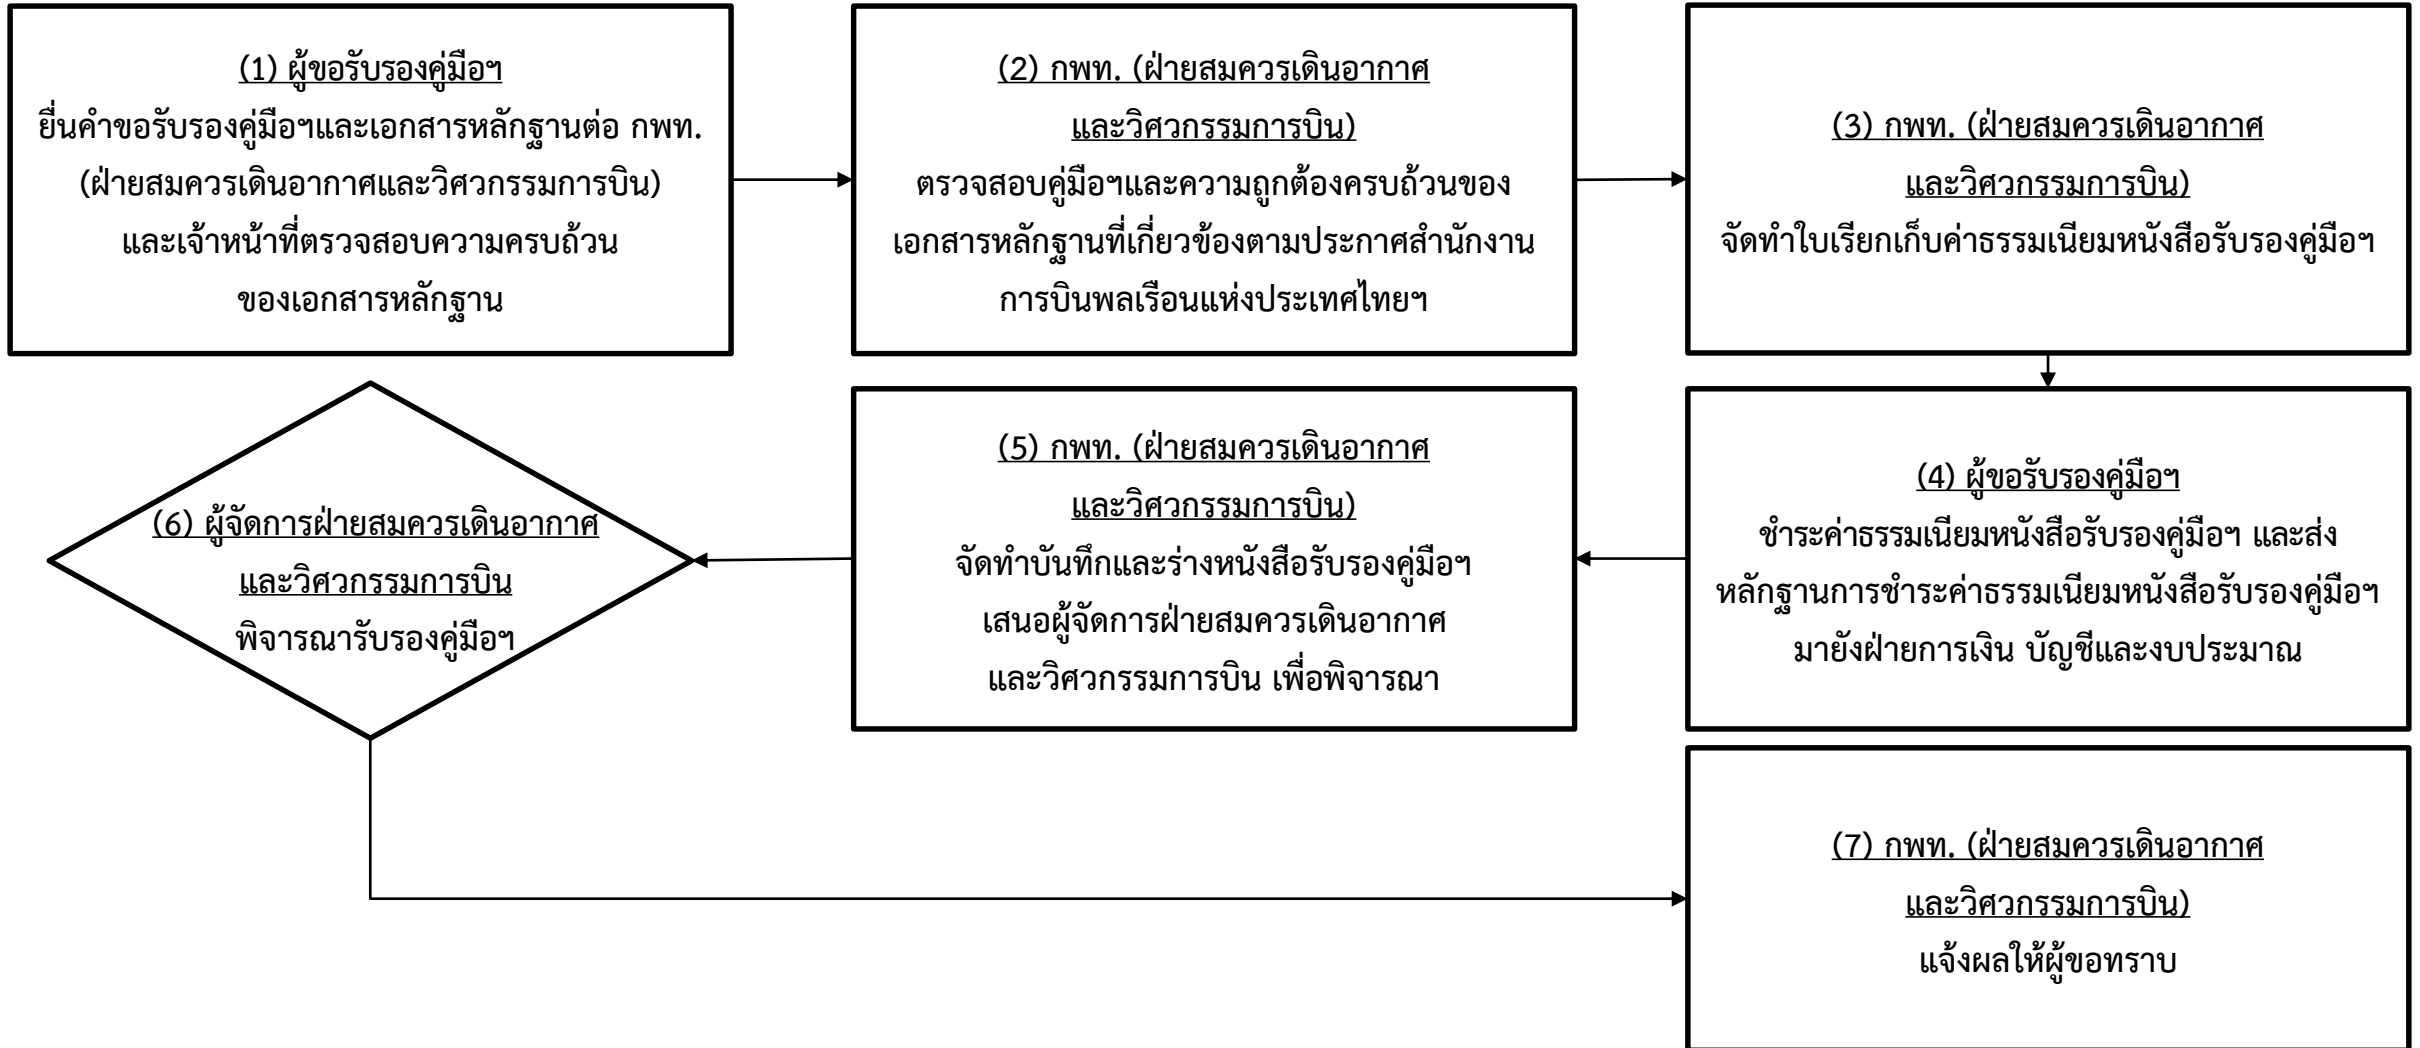 (1) ผู้ขอรับรองคู่มือฯ
ยื่นคำขอรับรองคู่มือฯและเอกสารหลักฐานต่อ กพท.
(ฝ่ายสมควรเดินอากาศและวิศวกรรมการบิน)
และเจ้าหน้าที่ตรวจสอบความครบถ้วน
ของเอกสารหลักฐาน
(2) กพท. (ฝ่ายสมควรเดินอากาศ
และวิศวกรรมการบิน)
ตรวจสอบคู่มือฯและความถูกต้องครบถ้วนของ
เอกสารหลักฐานที่เกี่ยวข้องตามประกาศสำนักงาน
การบินพลเรือนแห่งประเทศไทยฯ
(3) กพท. (ฝ่ายสมควรเดินอากาศ
และวิศวกรรมการบิน)
จัดทำใบเรียกเก็บค่าธรรมเนียมหนังสือรับรองคู่มือฯ
(4) ผู้ขอรับรองคู่มือฯ
ชำระค่าธรรมเนียมหนังสือรับรองคู่มือฯ และส่ง
หลักฐานการชำระค่าธรรมเนียมหนังสือรับรองคู่มือฯ
มายังฝ่ายการเงิน บัญชีและงบประมาณ
(5) กพท. (ฝ่ายสมควรเดินอากาศ
และวิศวกรรมการบิน)
จัดทำบันทึกและร่างหนังสือรับรองคู่มือฯ
เสนอผู้จัดการฝ่ายสมควรเดินอากาศ
และวิศวกรรมการบิน เพื่อพิจารณา
(6) ผู้จัดการฝ่ายสมควรเดินอากาศ
และวิศวกรรมการบิน
พิจารณารับรองคู่มือฯ
(7) กพท. (ฝ่ายสมควรเดินอากาศ
และวิศวกรรมการบิน)
แจ้งผลให้ผู้ขอทราบ